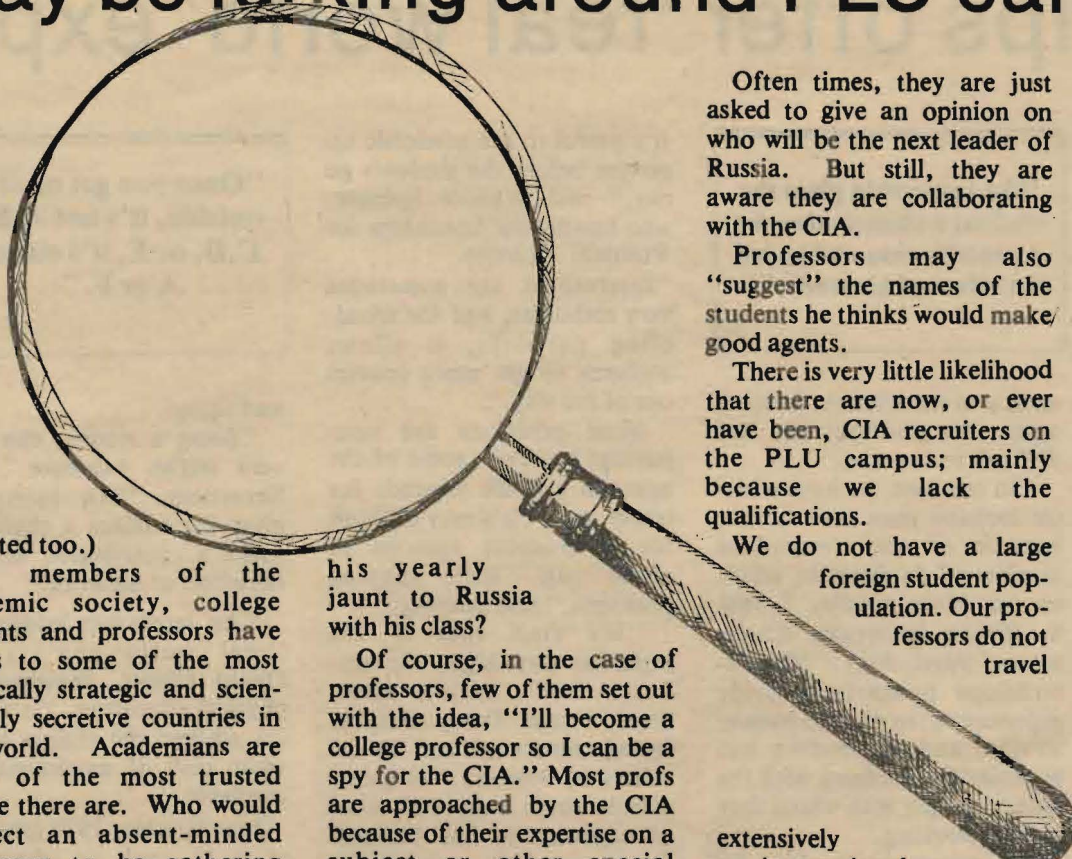 ay be lurking around PLU ca
ted too.)
members of the
emic society, college
nts and professors have
s to some of the most
cally strategic and scien-
ly secretive countries in
world. Academians are
of the most trusted
e there are. Who would
ect an absent-minded
his yearly
jaunt to Russia
with his class?
Of course, in the case of
professors, few of them set out
with the idea, "I'll become a
college professor so I can be a
spy for the CIA." Most profs
are approached by the CIA
because of their expertise on a
Often times, they are just
asked to give an opinion on
who will be the next leader of
Russia. But still, they are
aware they are collaborating
with the CIA.
Professors may also
"suggest" the names of the
students he thinks would make
good agents.
There is very little likelihood
that there are now, or ever
have been, CIA recruiters on
the PLU campus; mainly
because we lack the
qualifications.
We do not have a large
foreign student pop-
ulation. Our pro-
fessors do not
travel
extensively